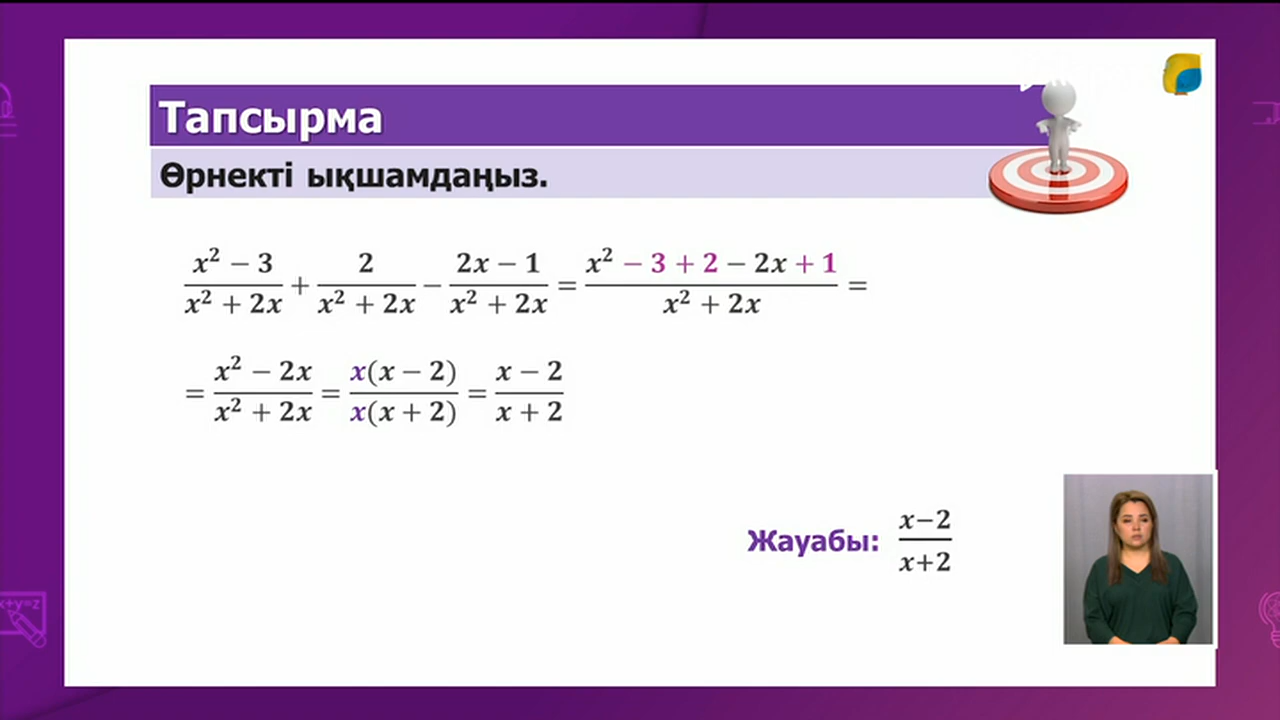 Тапсырма
Өрнекті ықшамдаңыз.
x² − 3 / x² + 2x + 2 / x² + 2x − 2x − 1 / x² + 2x = x² − 3 + 2 − 2x + 1 / x² + 2x =
= x² − 2x / x² + 2x = x(x − 2) / x(x + 2) = x − 2 / x + 2
Жауабы: x−2 / x+2
x+y=z